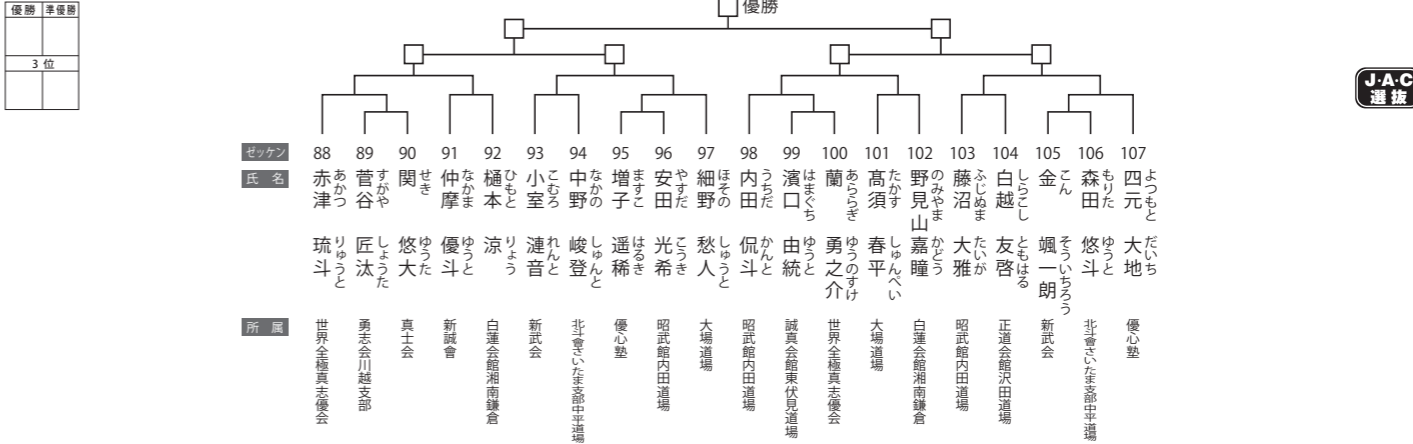 優勝 準優勝
3位
優勝
J·A·C
選抜
ゼッケン 88 89 90 91 92 93 94 95 96 97 98 99 100 101 102 103 104 105 106 107
氏名
赤津 琉斗 あかつ りゅうと
菅谷 匠汰 すがや しょうた
関 悠大 せき ゆうた
仲摩 優斗 なかま ゆうと
樋本 涼 ひもと りょう
小室 漣音 こむろ れんと
中野 峻登 なかの しゅんと
増子 遥稀 ますこ はるき
安田 光希 やすだ こうき
細野 愁人 ほその しゅうと
内田 侃斗 うちだ かんと
濱口 由統 はまぐち ゆうと
蘭 勇之介 あららぎ ゆうのすけ
髙須 春平 たかす しゅんぺい
野見山 嘉瞳 のみやま かどう
藤沼 大雅 ふじぬま たいが
白越 友啓 しらこし ともはる
金 颯一朗 こん そういちろう
森田 悠斗 もりた ゆうと
四元 大地 よつもと だいち
所属
世界全極真志優会
勇志会川越支部
真士会
新誠會
白蓮会館湘南鎌倉
新武会
北斗會さいたま支部中平道場
優心塾
昭武館内田道場
大場道場
昭武館内田道場
誠真会館東伏見道場
世界全極真志優会
大場道場
白蓮会館湘南鎌倉
昭武館内田道場
正道会館沢田道場
新武会
北斗會さいたま支部中平道場
優心塾